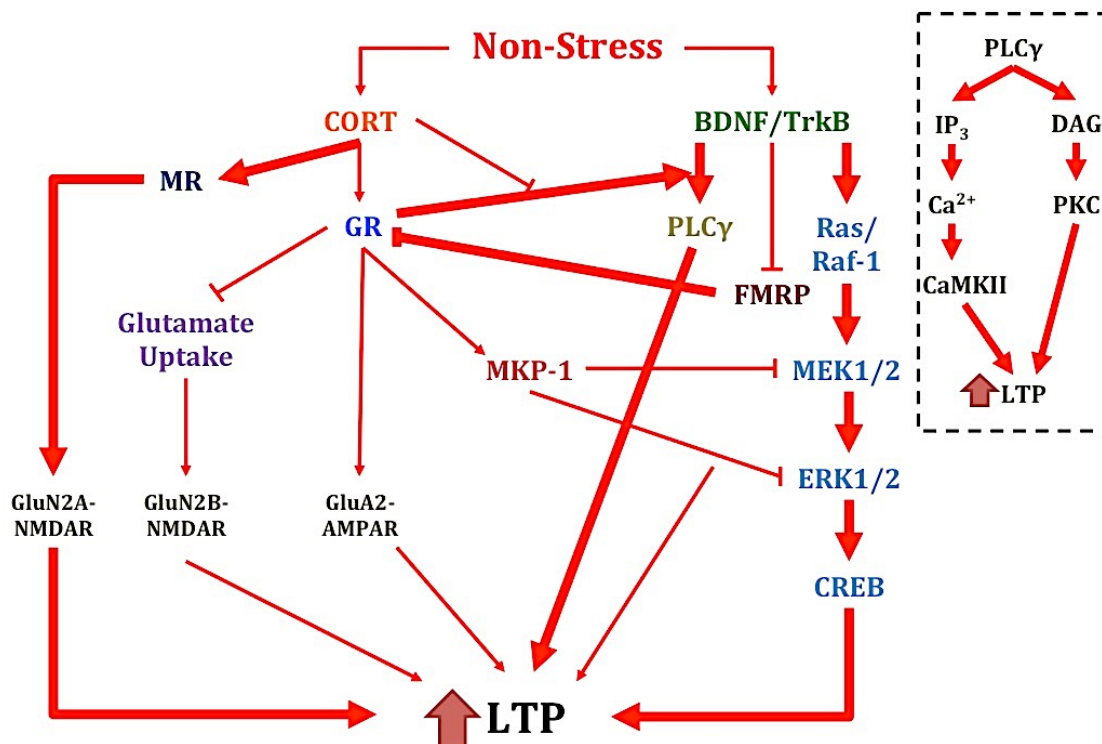 Non-Stress
CORT
BDNF/TrkB
MR
GR
PLCγ
Ras/
Raf-1
FMRP
Glutamate
Uptake
MKP-1
MEK1/2
GluN2A-
NMDAR
GluN2B-
NMDAR
GluA2-
AMPAR
ERK1/2
CREB
LTP
PLCγ
IP₃
DAG
Ca²⁺
PKC
CaMKII
LTP